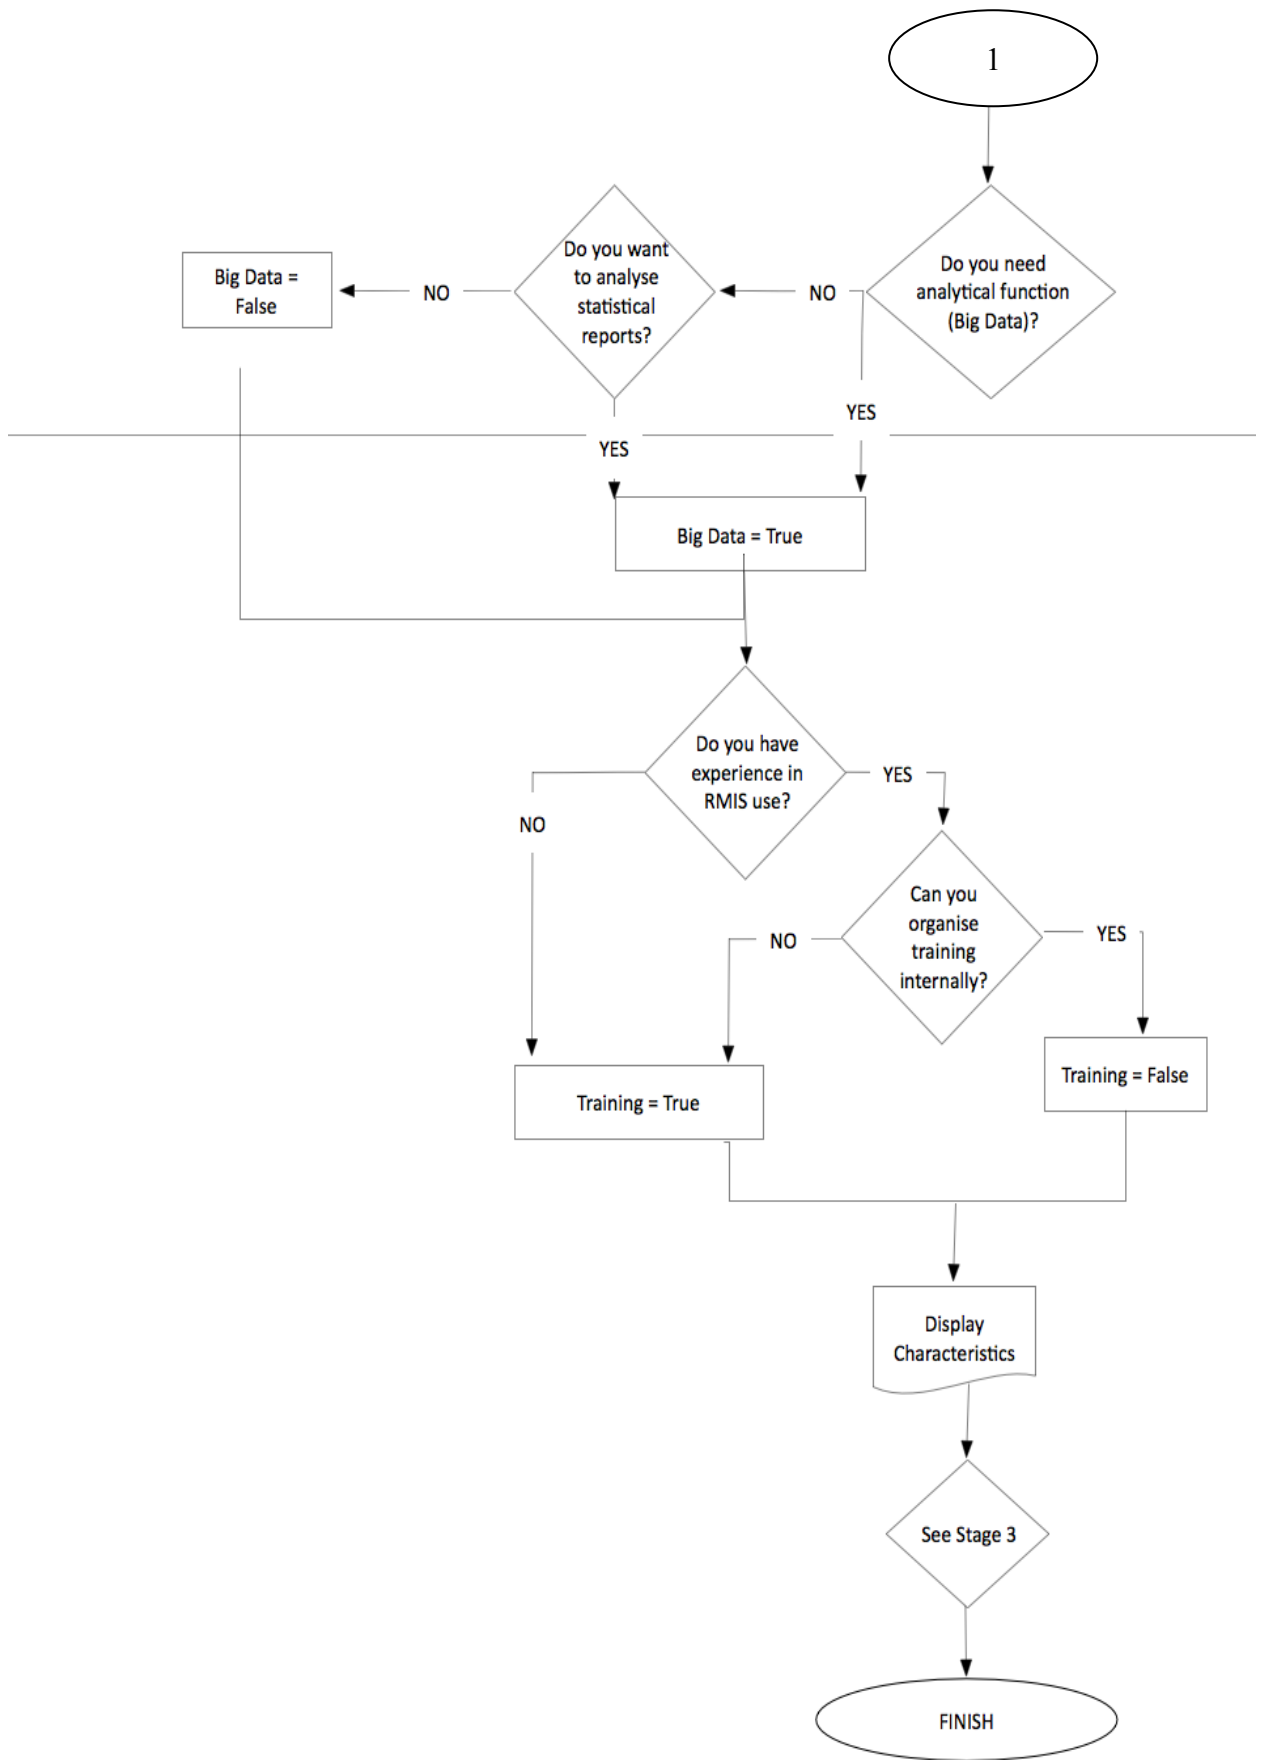 1
Do you need
analytical function
(Big Data)?
NO
YES
Do you want
to analyse
statistical
reports?
NO
YES
Big Data =
False
Big Data = True
Do you have
experience in
RMIS use?
NO
YES
Can you
organise
training
internally?
NO
YES
Training = True
Training = False
Display
Characteristics
See Stage 3
FINISH